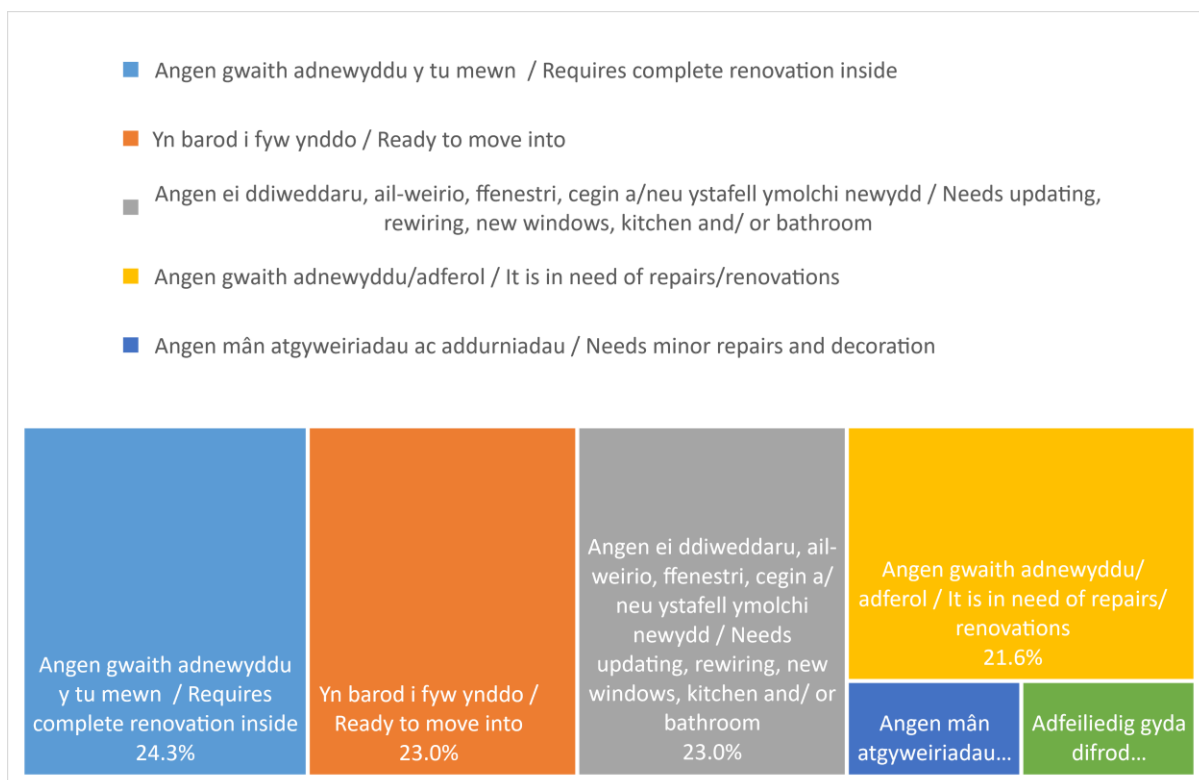 Angen gwaith adnewyddu y tu mewn / Requires complete renovation inside
Yn barod i fyw ynddo / Ready to move into
Angen ei ddiweddaru, ail-weirio, ffenestri, cegin a/neu ystafell ymolchi newydd / Needs updating,
rewiring, new windows, kitchen and/ or bathroom
Angen gwaith adnewyddu/adferol / It is in need of repairs/renovations
Angen mân atgyweiriadau ac addurniadau / Needs minor repairs and decoration
Angen gwaith adnewyddu
y tu mewn / Requires
complete renovation inside
24.3%
Yn barod i fyw ynddo /
Ready to move into
23.0%
Angen ei ddiweddaru, ail-
weirio, ffenestri, cegin a/
neu ystafell ymolchi
newydd / Needs
updating, rewiring, new
windows, kitchen and/ or
bathroom
23.0%
Angen gwaith adnewyddu/
adferol / It is in need of repairs/
renovations
21.6%
Angen mân
atgyweiriadau...
Adfeiliedig gyda
difrod...